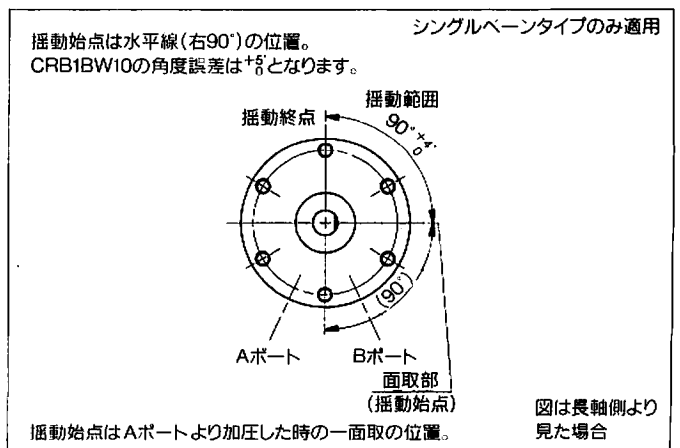 シングルベーンタイプのみ適用
揺動始点は水平線(右90°)の位置。
CRB1BW10の角度誤差は+5°0となります。
揺動範囲
90°+4°0
揺動終点
(90°)
Aポート
Bポート
面取部
(揺動始点)
図は長軸側より
見た場合
揺動始点はAポートより加圧した時の一面取の位置。